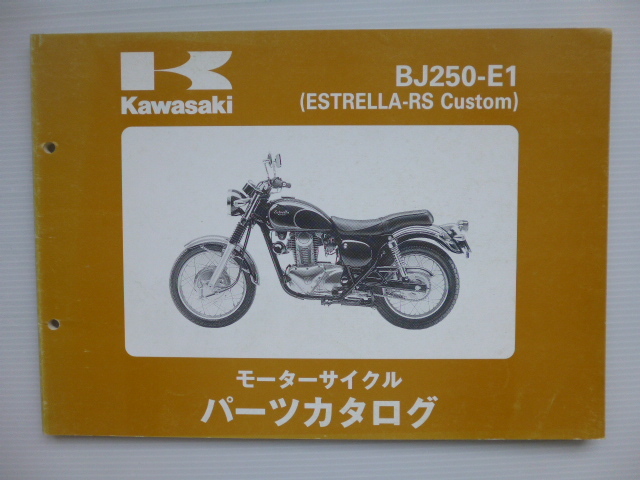 Kawasaki
BJ250-E1
(ESTRELLA-RS Custom)
モーターサイクル
パーツカタログ